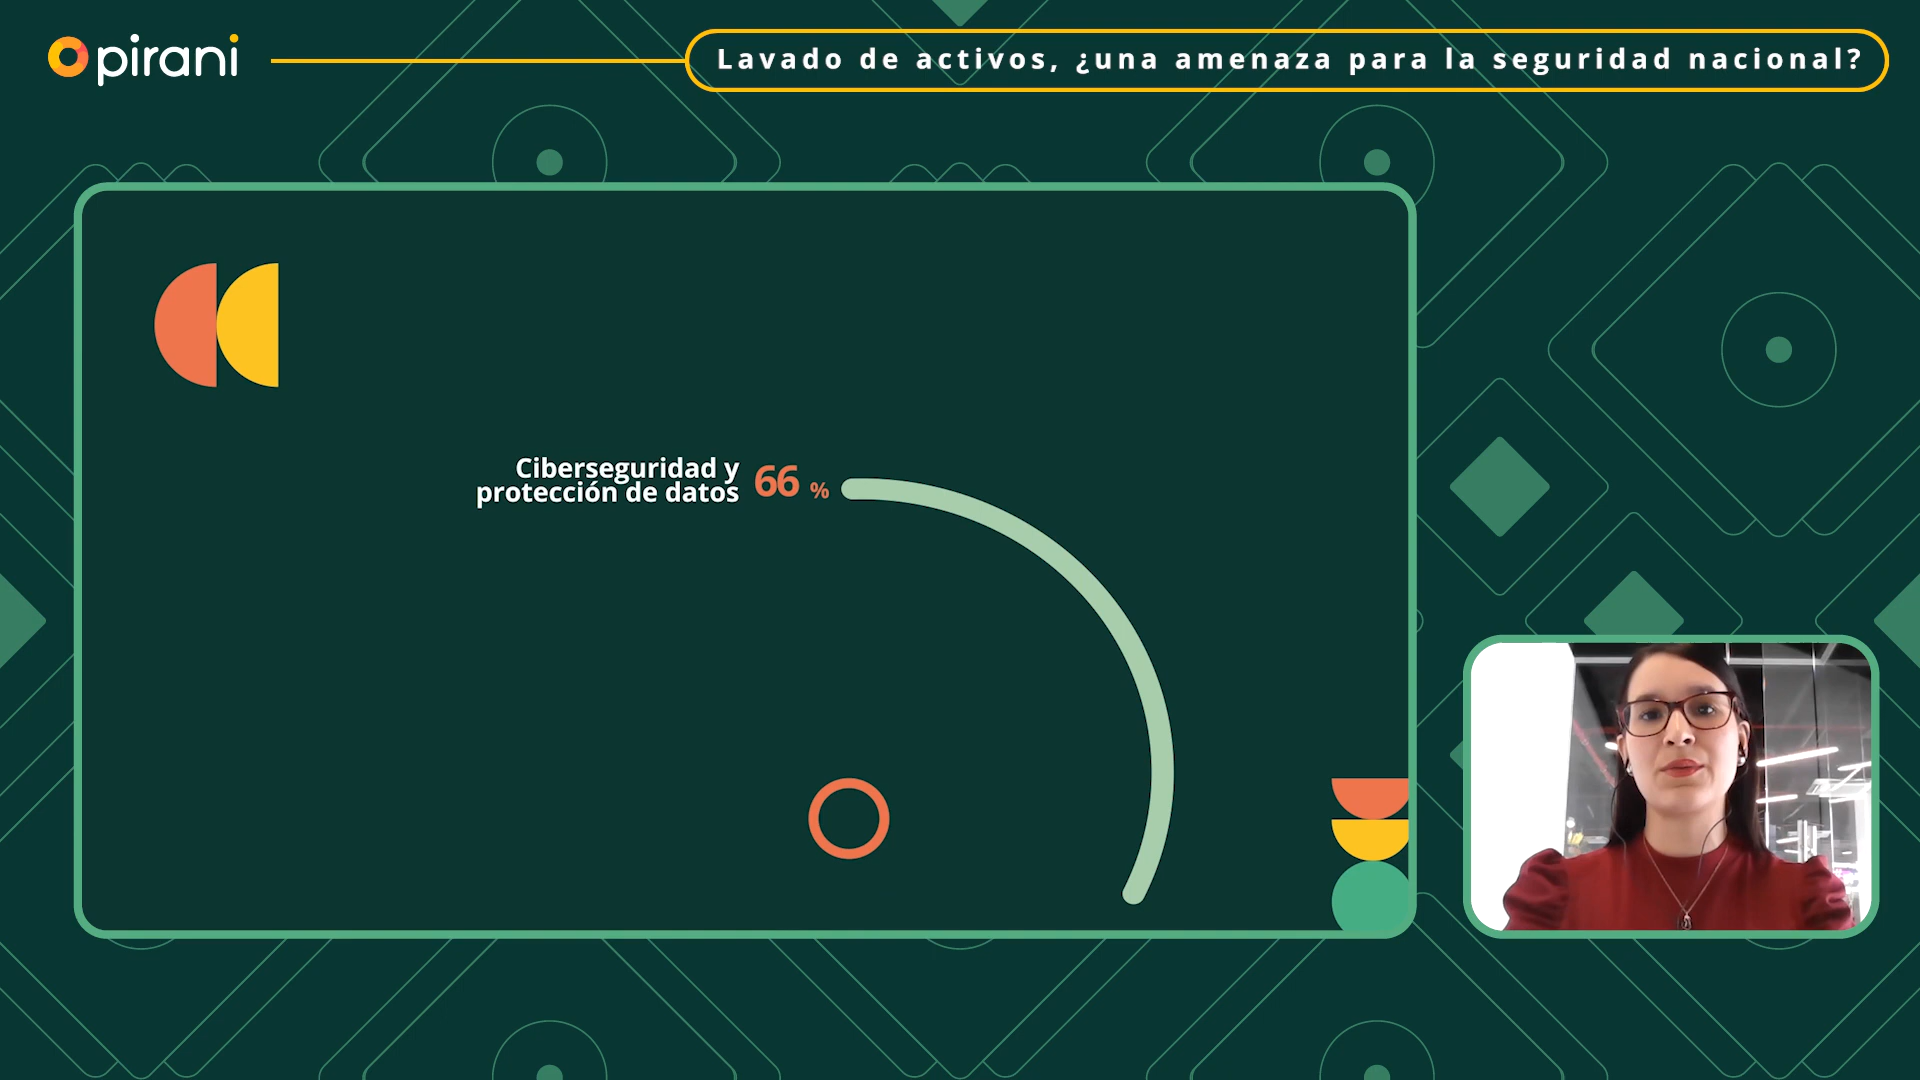 pirani
Lavado de activos, ¿una amenaza para la seguridad nacional?
Ciberseguridad y
protección de datos
66 %